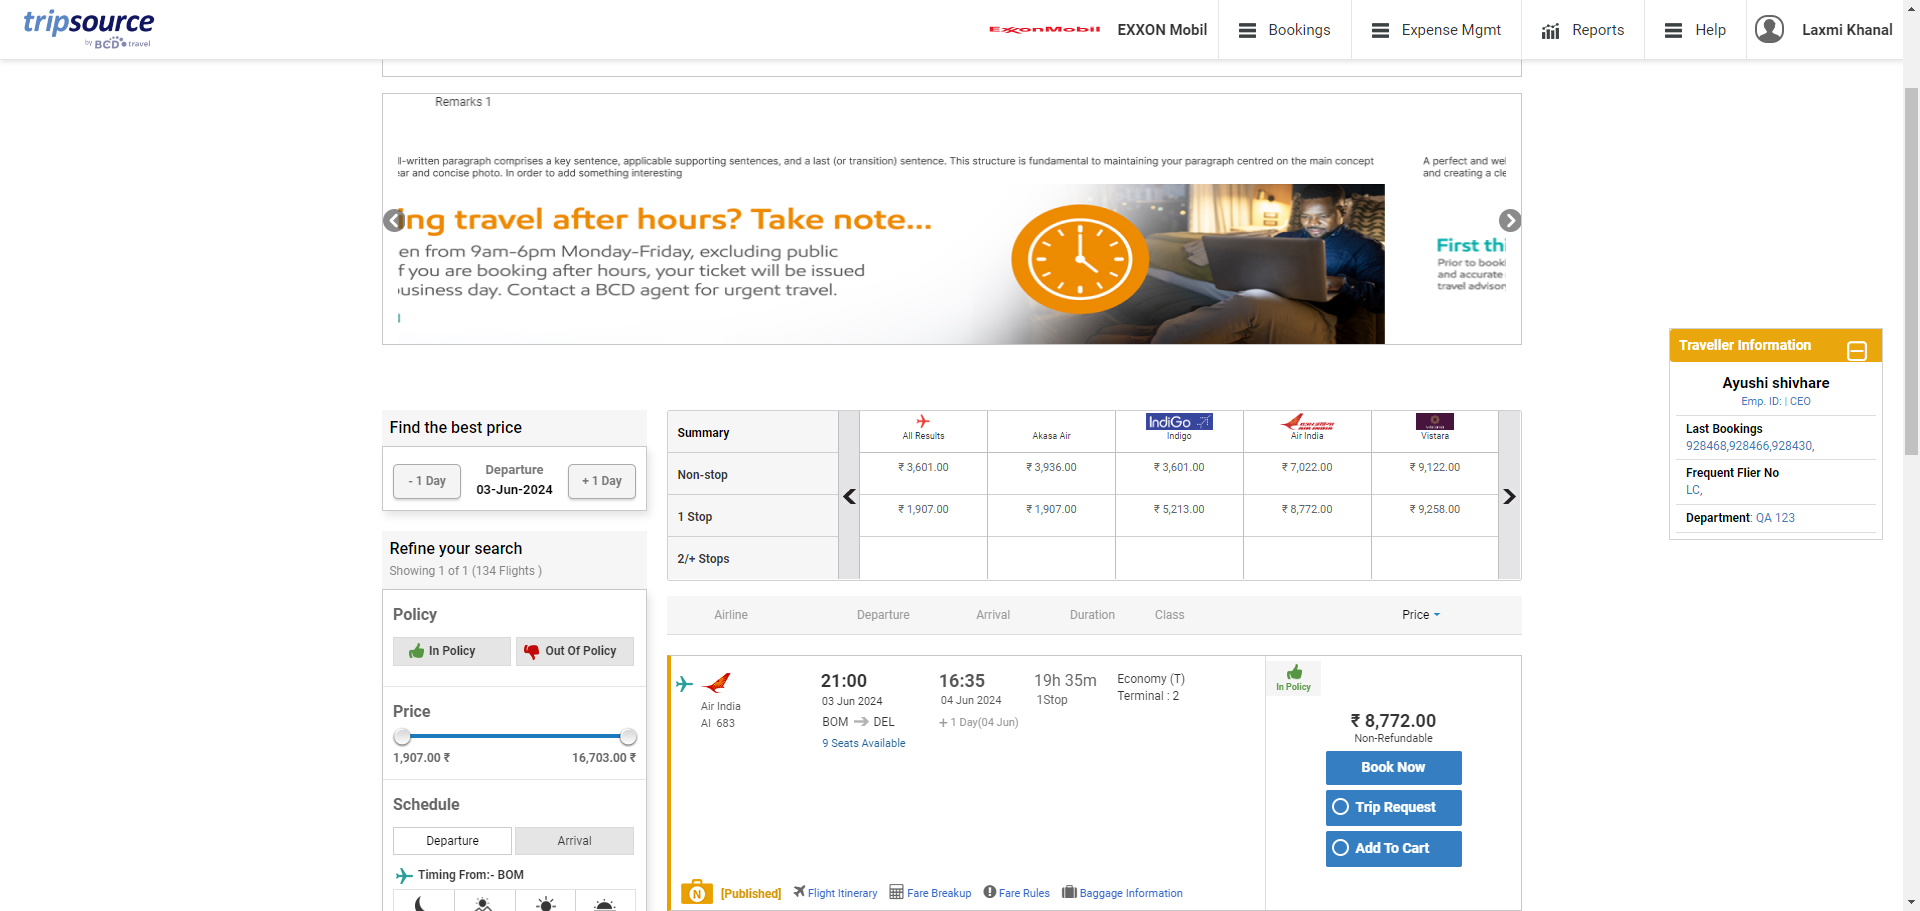 tripsource
by BCD travel
ExxonMobil
EXXON Mobil
Bookings
Expense Mgmt
Reports
Help
Laxmi Khanal
Remarks 1
ll-written paragraph comprises a key sentence, applicable supporting sentences, and a last (or transition) sentence. This structure is fundamental to maintaining your paragraph centred on the main concept
ar and concise photo. In order to add something interesting
A perfect and wel
and creating a cle
ing travel after hours? Take note...
en from 9am-6pm Monday-Friday, excluding public
f you are booking after hours, your ticket will be issued
usiness day. Contact a BCD agent for urgent travel.
First thi
Prior to booki
and accurate
travel advisor
Traveller Information
Ayushi shivhare
Emp. ID: | CEO
Last Bookings
928468,928466,928430,
Frequent Flier No
LC,
Department: QA 123
Find the best price
- 1 Day
Departure
03-Jun-2024
+ 1 Day
Refine your search
Showing 1 of 1 (134 Flights )
Policy
In Policy
Out Of Policy
Price
1,907.00 ₹
16,703.00 ₹
Schedule
Departure
Arrival
Timing From:- BOM
Summary
All Results
Akasa Air
IndiGo
Indigo
Air India
Vistara
Non-stop
₹ 3,601.00
₹ 3,936.00
₹ 3,601.00
₹ 7,022.00
₹ 9,122.00
1 Stop
₹ 1,907.00
₹ 1,907.00
₹ 5,213.00
₹ 8,772.00
₹ 9,258.00
2/+ Stops
Airline
Departure
Arrival
Duration
Class
Price
Air India
AI 683
21:00
03 Jun 2024
BOM DEL
9 Seats Available
16:35
04 Jun 2024
+ 1 Day(04 Jun)
19h 35m
1Stop
Economy (T)
Terminal : 2
In Policy
₹ 8,772.00
Non-Refundable
Book Now
Trip Request
Add To Cart
N
[Published]
Flight Itinerary
Fare Breakup
Fare Rules
Baggage Information